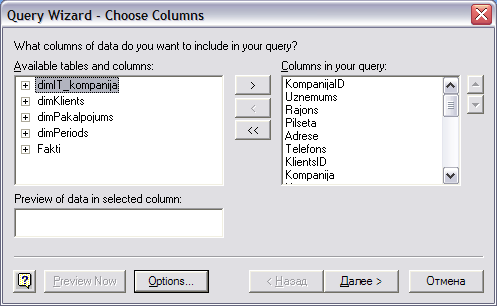 Query Wizard - Choose Columns
What columns of data do you want to include in your query?
Available tables and columns:
dimIT_kompanija
dimKlients
dimPakalpojums
dimPeriods
Fakti
>
<
<<
Columns in your query:
KompanijaID
Uznemums
Rajons
Pilseta
Adrese
Telefons
KlientsID
Kompanija
Preview of data in selected column:
?
Preview Now
Options...
< Назад
Далее >
Отмена